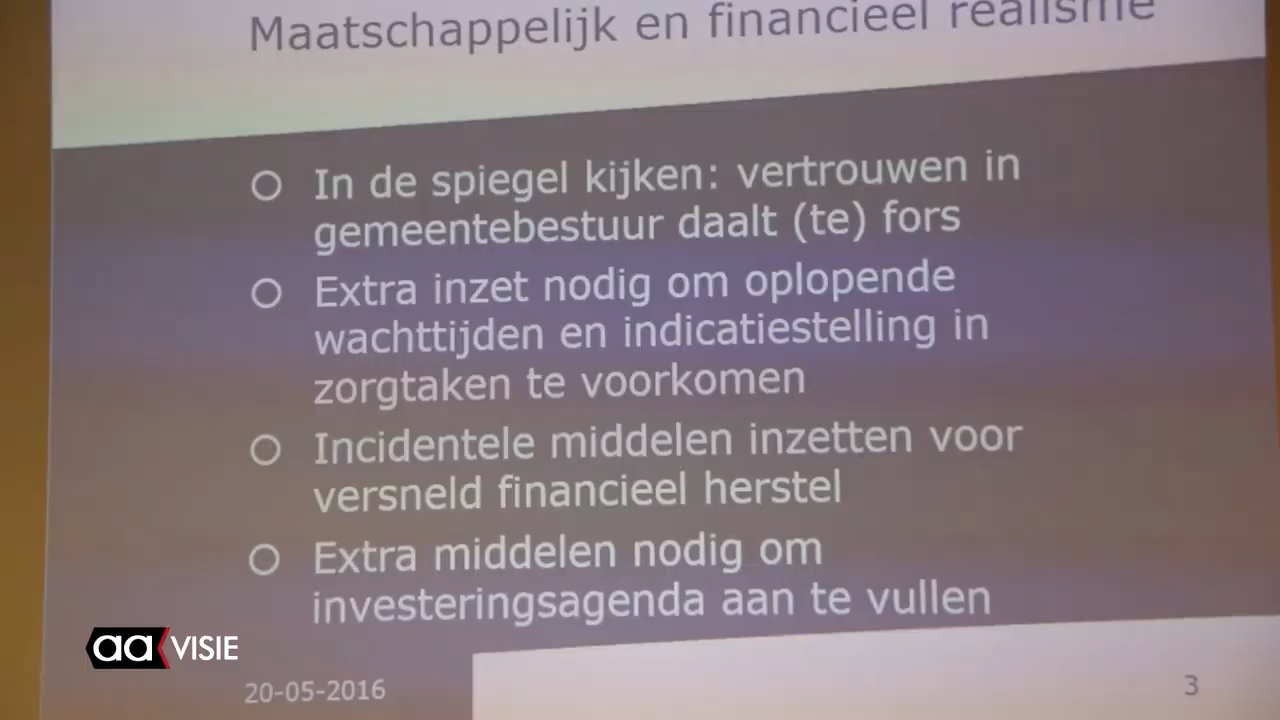 Maatschappelijk en financieel realisme
In de spiegel kijken: vertrouwen in
gemeentebestuur daalt (te) fors
Extra inzet nodig om oplopende
wachttijden en indicatiestelling in
zorgtaken te voorkomen
Incidentele middelen inzetten voor
versneld financieel herstel
Extra middelen nodig om
investeringsagenda aan te vullen
aa VISIE
20-05-2016
3